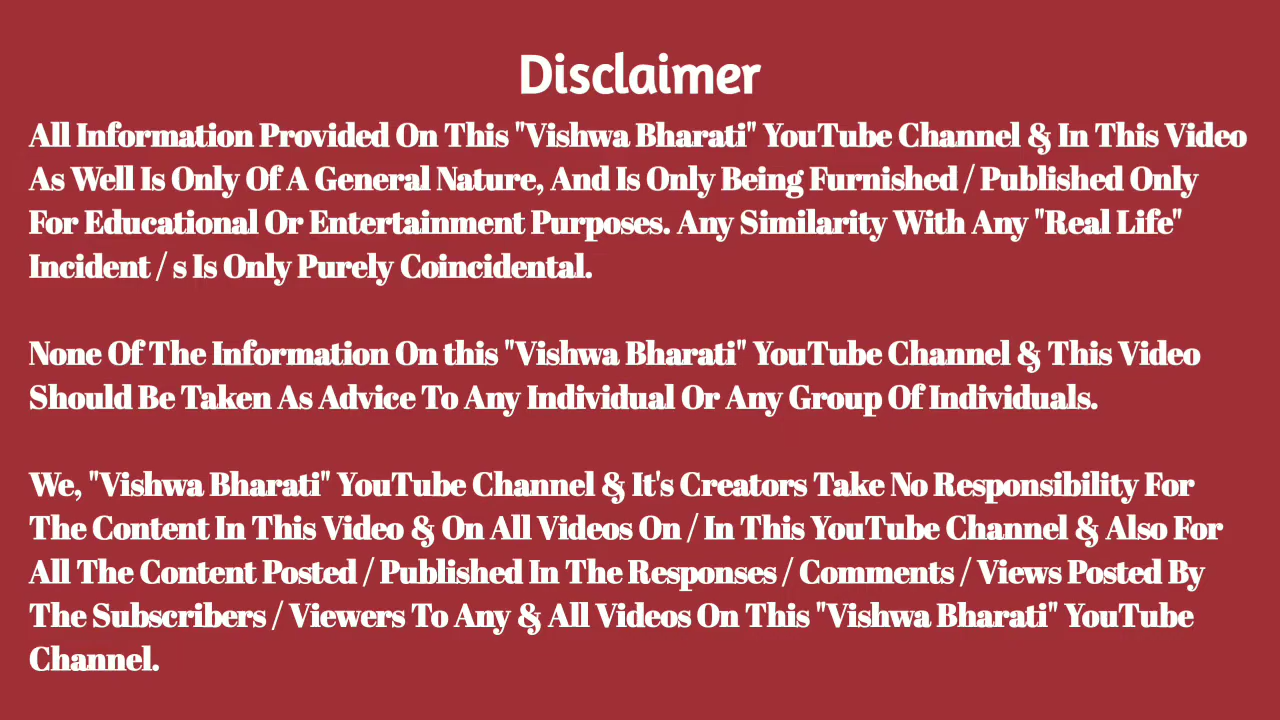 Disclaimer
All Information Provided On This "Vishwa Bharati" YouTube Channel & In This Video
As Well Is Only Of A General Nature, And Is Only Being Furnished / Published Only
For Educational Or Entertainment Purposes. Any Similarity With Any "Real Life"
Incident / s Is Only Purely Coincidental.
None Of The Information On this "Vishwa Bharati" YouTube Channel & This Video
Should Be Taken As Advice To Any Individual Or Any Group Of Individuals.
We, "Vishwa Bharati" YouTube Channel & It's Creators Take No Responsibility For
The Content In This Video & On All Videos On / In This YouTube Channel & Also For
All The Content Posted / Published In The Responses / Comments / Views Posted By
The Subscribers / Viewers To Any & All Videos On This "Vishwa Bharati" YouTube
Channel.